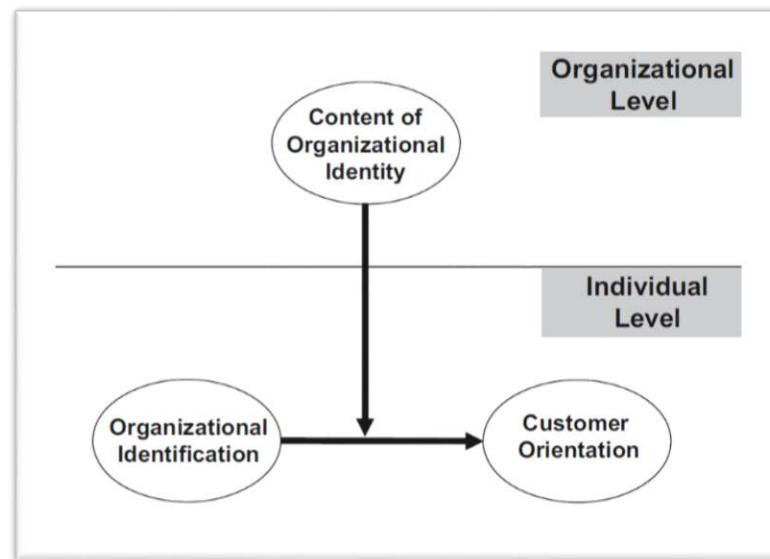 Organizational
Level
Content of
Organizational
Identity
Individual
Level
Organizational
Identification
Customer
Orientation